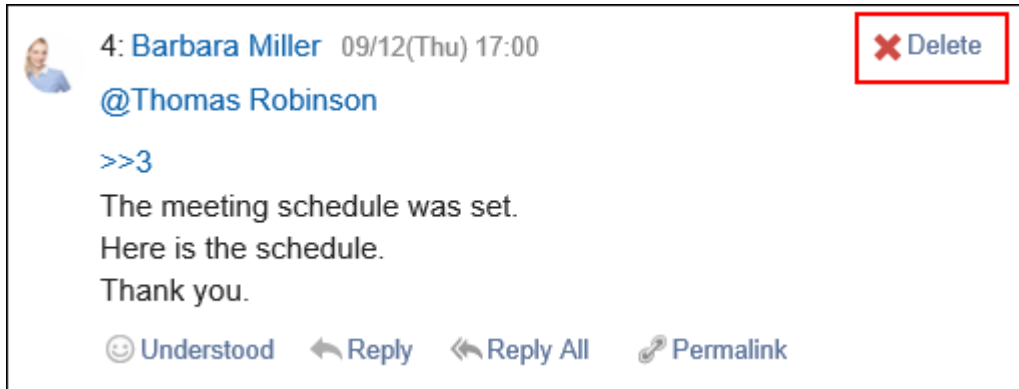 4: Barbara Miller 09/12(Thu) 17:00 Delete
@Thomas Robinson
>>3
The meeting schedule was set.
Here is the schedule.
Thank you.
Understood Reply Reply All Permalink